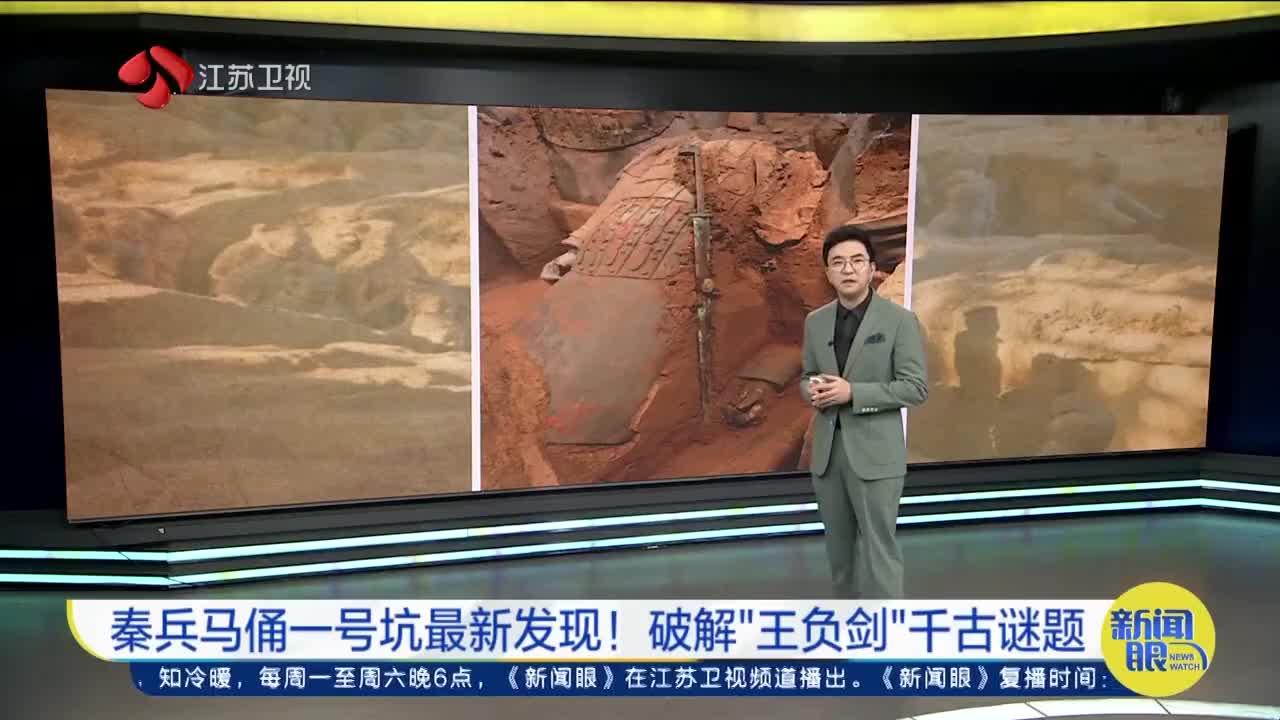 江苏卫视
秦兵马俑一号坑最新发现！破解"王负剑"千古谜题
新闻眼
NEWS WATCH
．知冷暖，每周一至周六晚6点，《新闻眼》在江苏卫视频道播出。《新闻眼》复播时间：